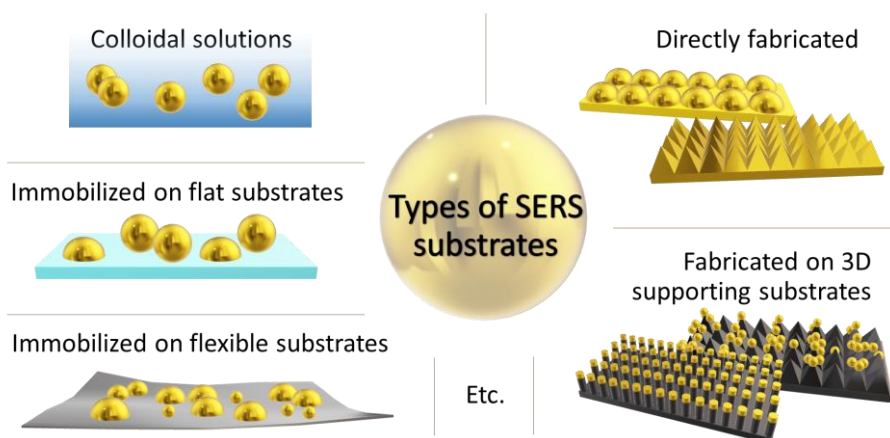 Colloidal solutions
Directly fabricated
Immobilized on flat substrates
Types of SERS
substrates
Fabricated on 3D
supporting substrates
Immobilized on flexible substrates
Etc.